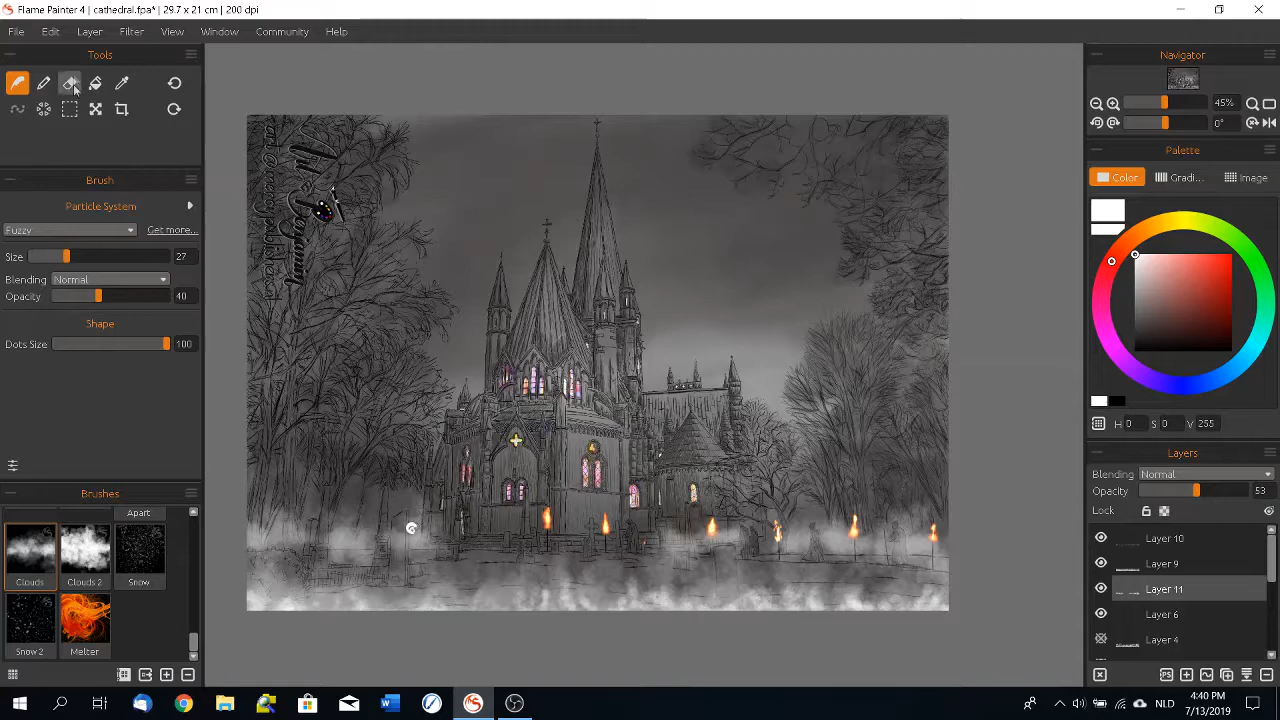 Flame Painter 4 | cathedral.fpa* | 29.7 x 21 cm | 200 dpi
File Edit Layer Filter View Window Community Help
Tools
Brush
Particle System
Fuzzy Get more...
Size 27
Blending Normal
Opacity 40
Shape
Dots Size 100
Brushes
Apart
Clouds Clouds 2 Snow
Snow 2 Melter
Navigator
45%
0°
Palette
Color Gradi... Image
H 0 S 0 V 255
Layers
Blending Normal
Opacity 53
Lock
Layer 10
Layer 9
Layer 11
Layer 6
Layer 4
PS
NLD
4:40 PM
7/13/2019